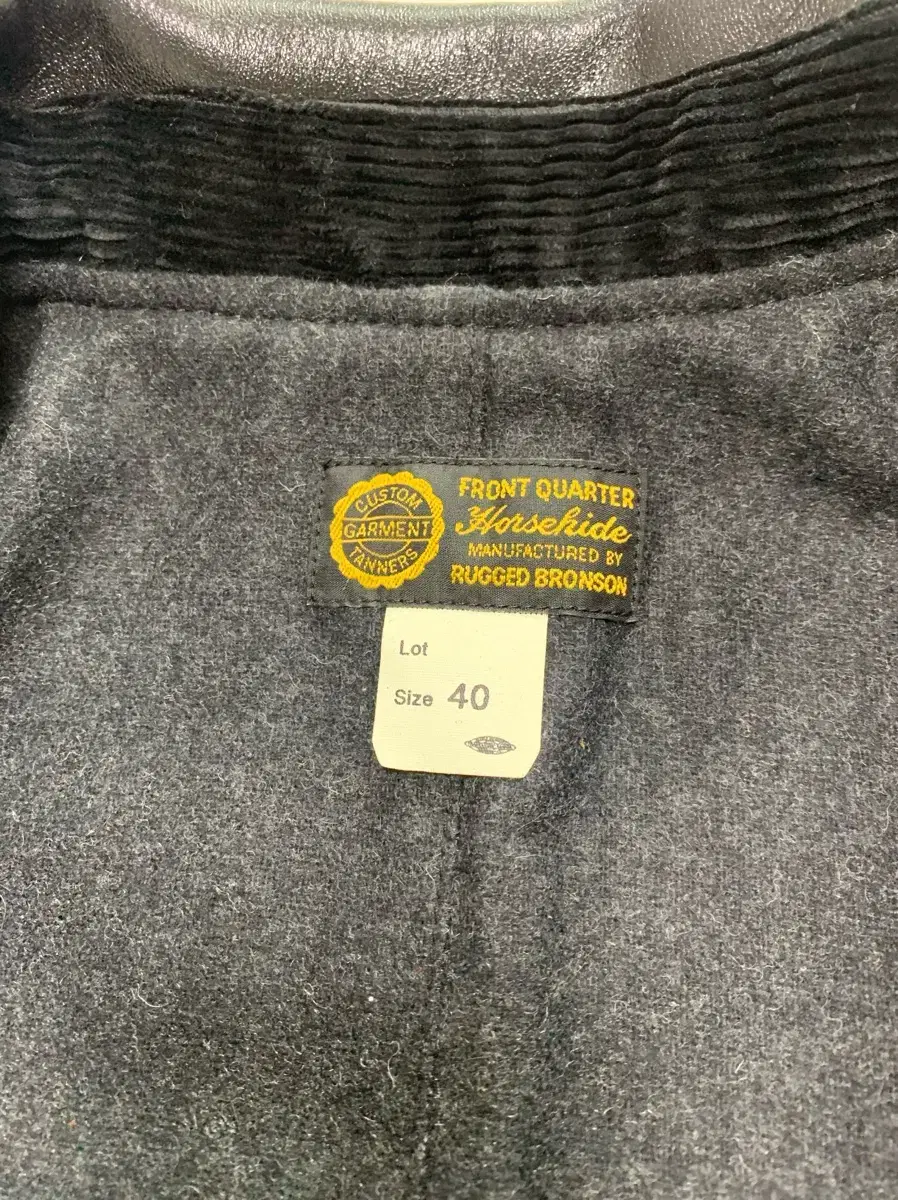 CUSTOM
GARMENT
TANNERS
FRONT QUARTER
Horsehide
MANUFACTURED BY
RUGGED BRONSON
Lot
Size 40